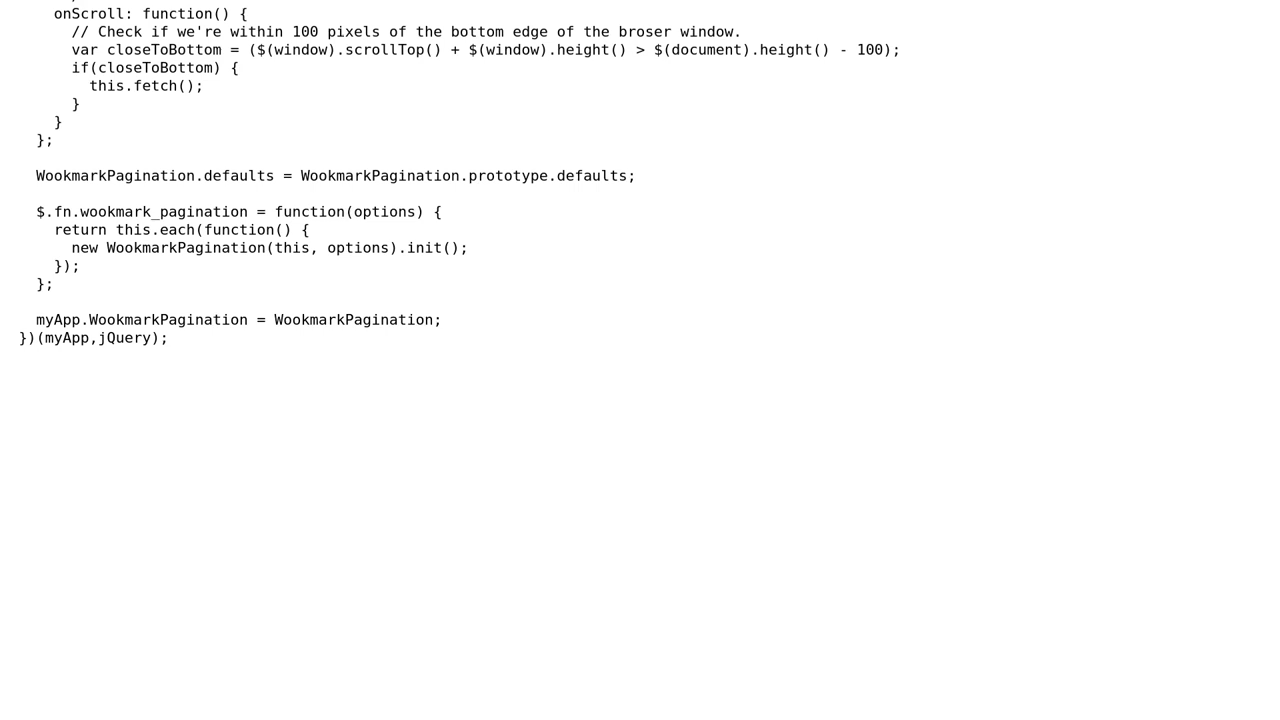 onScroll: function() {
// Check if we're within 100 pixels of the bottom edge of the broser window.
var closeToBottom = ($(window).scrollTop() + $(window).height() > $(document).height() - 100);
if(closeToBottom) {
this.fetch();
}
}
};
WookmarkPagination.defaults = WookmarkPagination.prototype.defaults;
$.fn.wookmark_pagination = function(options) {
return this.each(function() {
new WookmarkPagination(this, options).init();
});
};
myApp.WookmarkPagination = WookmarkPagination;
})(myApp,jQuery);